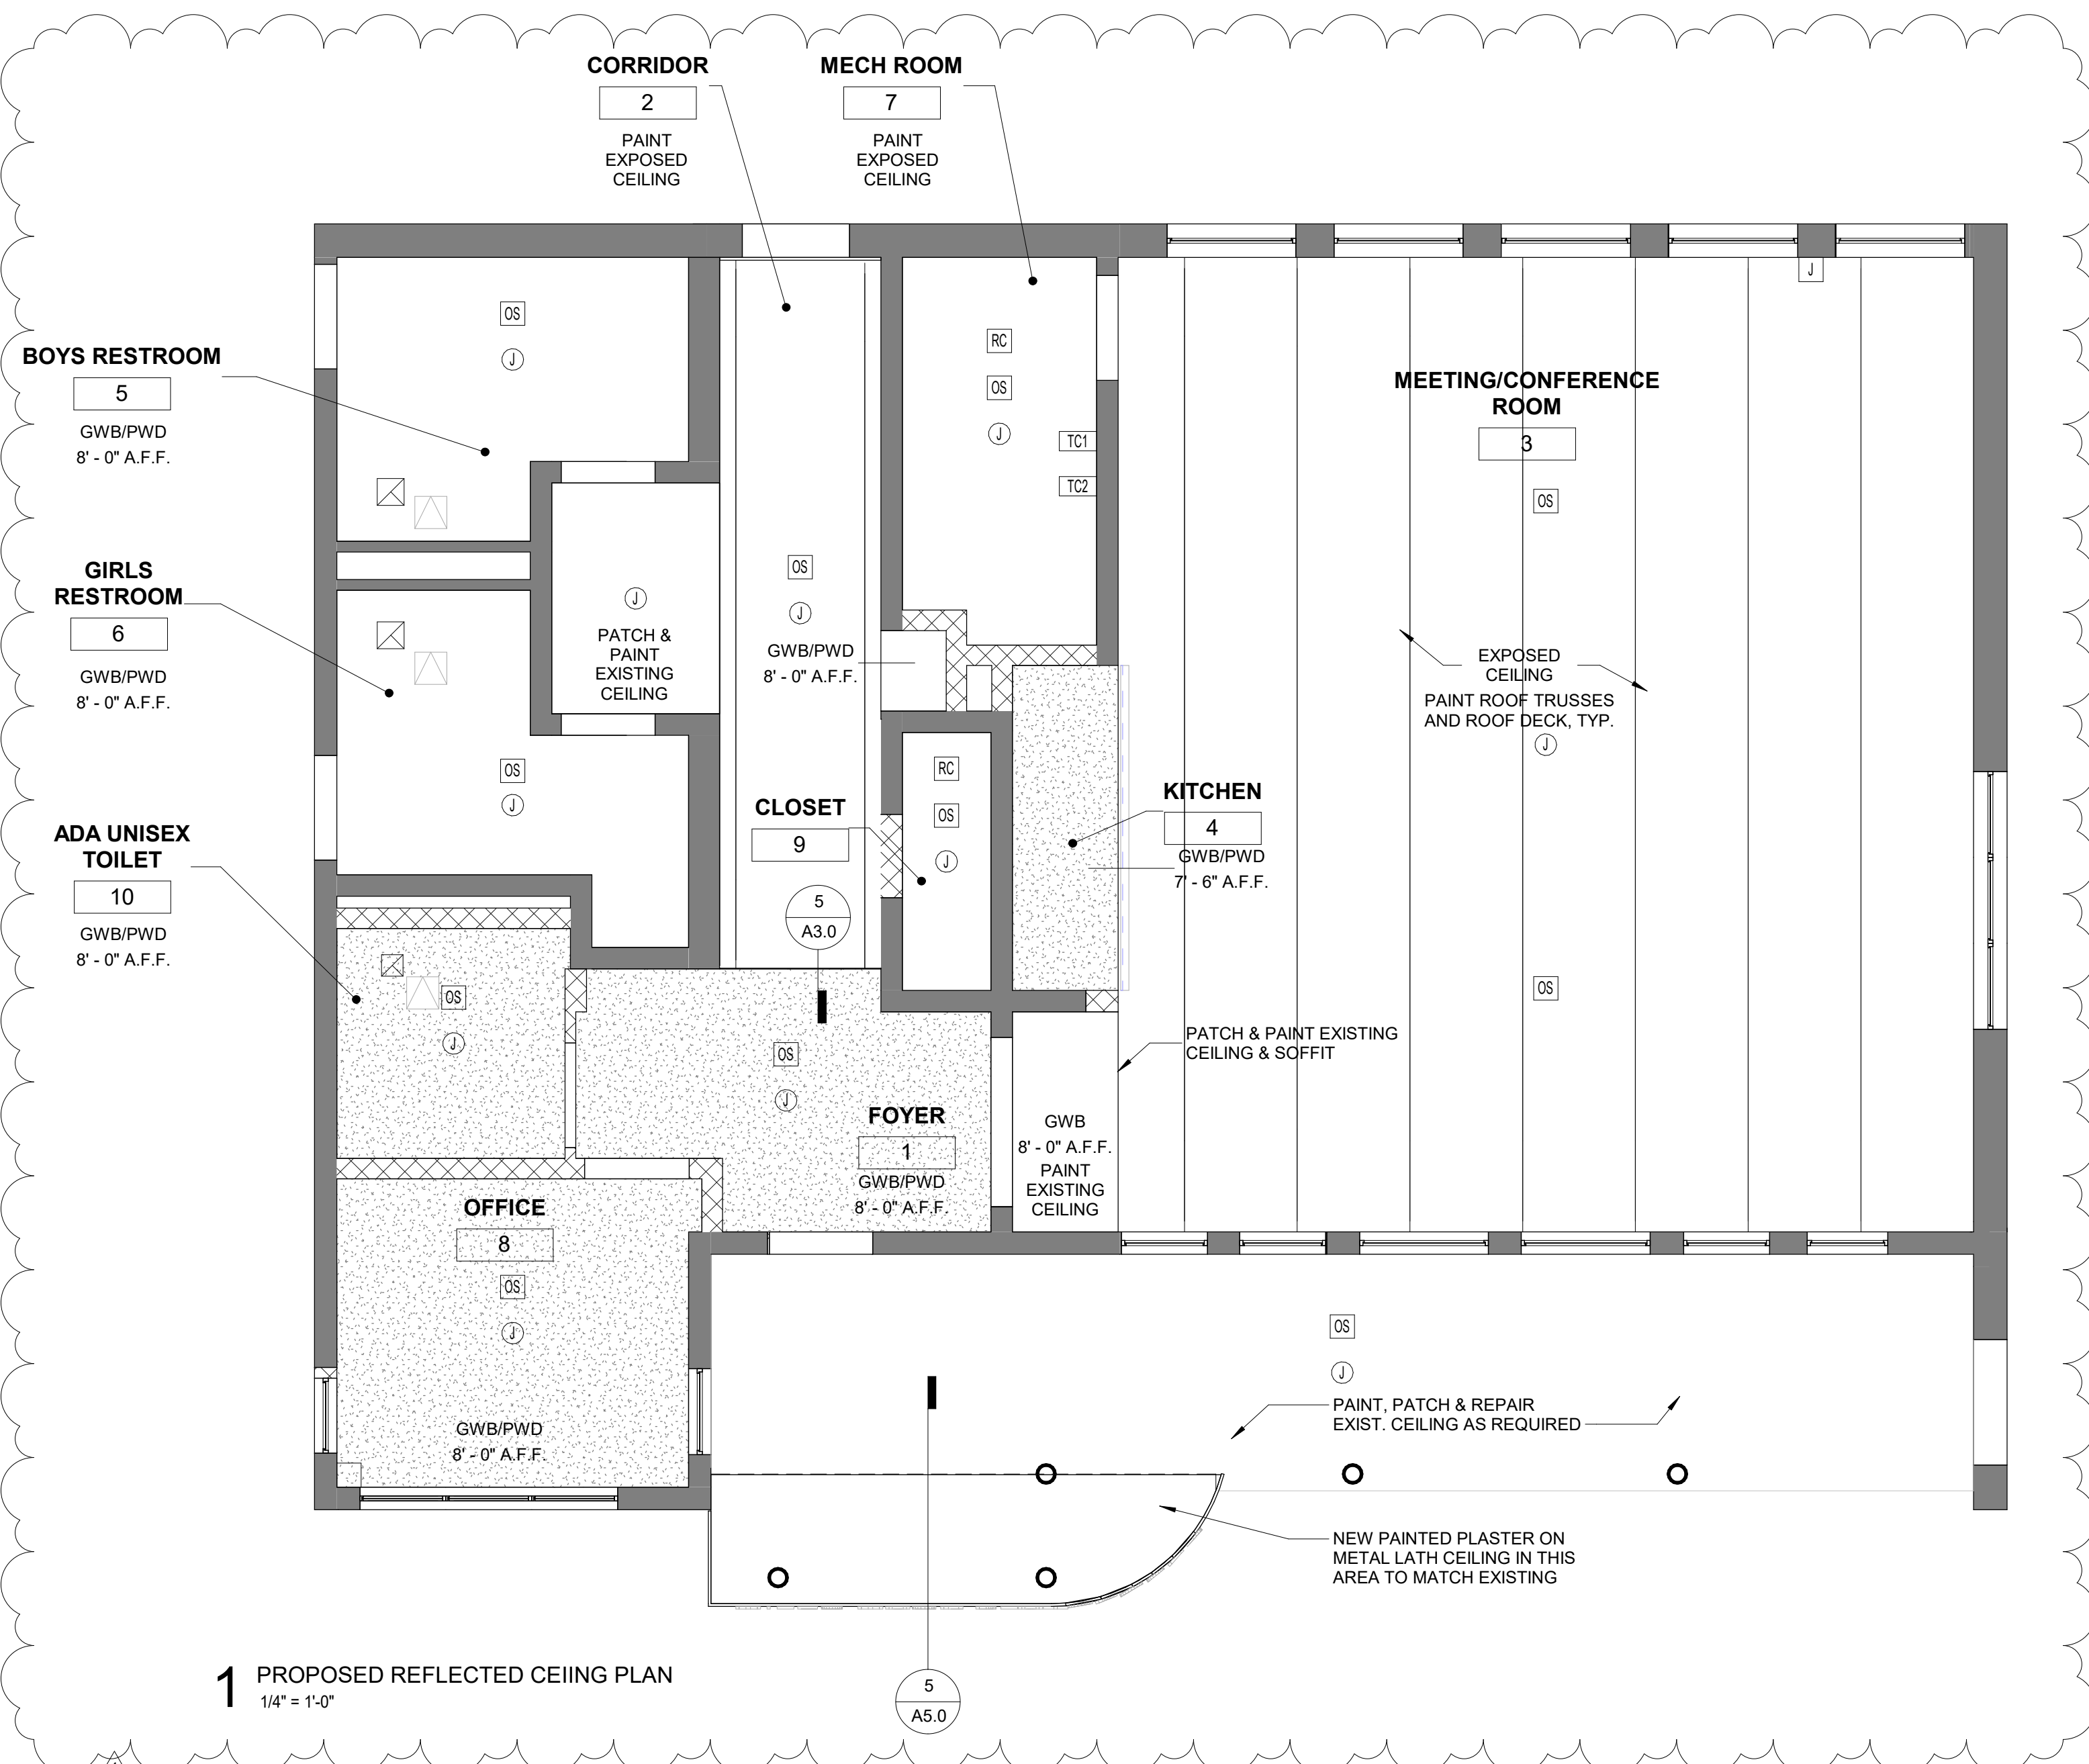 CORRIDOR
2
PAINT
EXPOSED
CEILING
MECH ROOM
7
PAINT
EXPOSED
CEILING
BOYS RESTROOM
5
GWB/PWD
8' - 0" A.F.F.
OS
J
RC
OS
J
TC1
TC2
J
MEETING/CONFERENCE
ROOM
3
OS
GIRLS
RESTROOM
6
GWB/PWD
8' - 0" A.F.F.
J
PATCH &
PAINT
EXISTING
CEILING
OS
J
GWB/PWD
8' - 0" A.F.F.
EXPOSED
CEILING
PAINT ROOF TRUSSES
AND ROOF DECK, TYP.
J
OS
J
ADA UNISEX
TOILET
10
GWB/PWD
8' - 0" A.F.F.
CLOSET
9
RC
OS
J
KITCHEN
4
GWB/PWD
7' - 6" A.F.F.
5
A3.0
OS
J
OS
J
OS
FOYER
1
GWB/PWD
8' - 0" A.F.F.
PATCH & PAINT EXISTING
CEILING & SOFFIT
GWB
8' - 0" A.F.F.
PAINT
EXISTING
CEILING
OFFICE
8
OS
J
GWB/PWD
8' - 0" A.F.F.
OS
J
PAINT, PATCH & REPAIR
EXIST. CEILING AS REQUIRED
NEW PAINTED PLASTER ON
METAL LATH CEILING IN THIS
AREA TO MATCH EXISTING
1
PROPOSED REFLECTED CEIING PLAN
1/4" = 1'-0"
5
A5.0